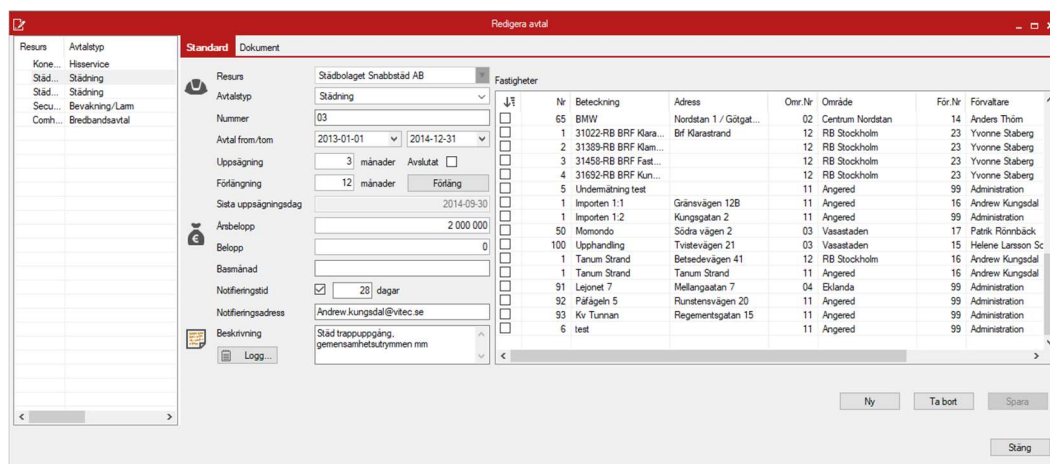 Redigera avtal
Resurs Avtalstyp
Kone... Hisservice
Städ... Städning
Städ... Städning
Secu... Bevakning/Larm
Comh... Bredbandsavtal
Standard Dokument
Resurs Städbolaget Snabbstäd AB
Avtalstyp Städning
Nummer 03
Avtal from/tom 2013-01-01 2014-12-31
Uppsägning 3 månader Avslutat
Förlängning 12 månader Förläng
Sista uppsägningsdag 2014-09-30
Årsbelopp 2 000 000
Belopp 0
Basmånad
Notifieringstid 28 dagar
Notifieringsadress Andrew.kungsdal@vitec.se
Beskrivning Städ trappuppgång,
gemensamhetsutrymmen mm
Logg...
Fastigheter
Nr Beteckning Adress Omr.Nr Område För.Nr Förvaltare
65 BMW Nordstan 1 / Götgat... 02 Centrum Nordstan 14 Anders Thörn
1 31022-RB BRF Klara... Brf Klarastrand 12 RB Stockholm 23 Yvonne Staberg
2 31389-RB BRF Klam... 12 RB Stockholm 23 Yvonne Staberg
3 31458-RB BRF Fast... 12 RB Stockholm 23 Yvonne Staberg
4 31692-RB BRF Kun... 12 RB Stockholm 23 Yvonne Staberg
5 Undermätning test 11 Angered 99 Administration
1 Importen 1:1 Gränsvägen 12B 11 Angered 16 Andrew Kungsdal
1 Importen 1:2 Kungsgatan 2 11 Angered 99 Administration
50 Momondo Södra vägen 2 03 Vasastaden 17 Patrik Rönnbäck
100 Upphandling Tvistevägen 21 03 Vasastaden 15 Helene Larsson Sc
1 Tanum Strand Betsedevägen 41 12 RB Stockholm 16 Andrew Kungsdal
1 Tanum Strand Tanum Strand 11 Angered 16 Andrew Kungsdal
91 Lejonet 7 Mellangaatan 7 04 Eklanda 99 Administration
92 Påfågeln 5 Runstensvägen 20 11 Angered 99 Administration
93 Kv Tunnan Regementsgatan 15 11 Angered 99 Administration
6 test 11 Angered 99 Administration
Ny Ta bort Spara
Stäng